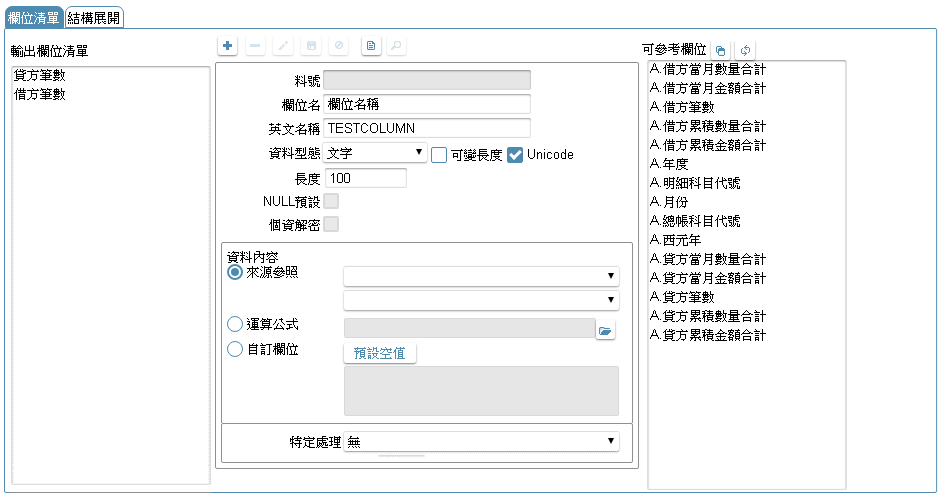 欄位清單 結構展開
輸出欄位清單
貸方筆數
借方筆數
料號
欄位名 欄位名稱
英文名稱 TESTCOLUMN
資料型態 文字 可變長度 Unicode
長度 100
NULL預設
個資解密
資料內容
來源參照
運算公式
自訂欄位 預設空值
特定處理 無
可參考欄位
A.借方當月數量合計
A.借方當月金額合計
A.借方筆數
A.借方累積數量合計
A.借方累積金額合計
A.年度
A.明細科目代號
A.月份
A.總帳科目代號
A.西元年
A.貸方當月數量合計
A.貸方當月金額合計
A.貸方筆數
A.貸方累積數量合計
A.貸方累積金額合計